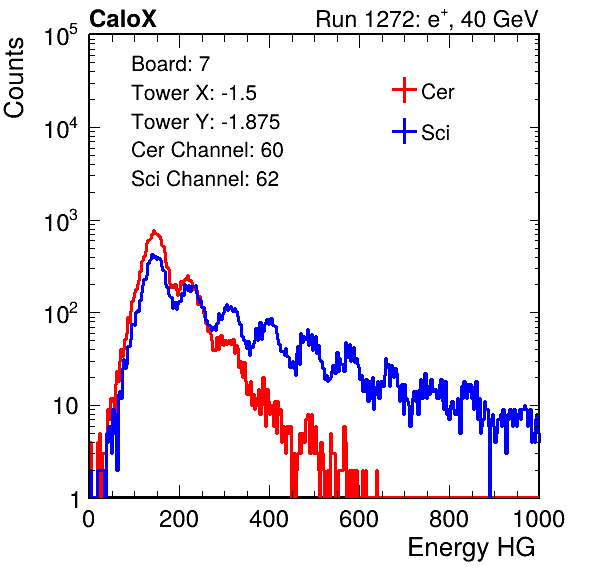 CaloX Run 1272: e⁺, 40 GeV
Counts
Board: 7
Tower X: -1.5
Tower Y: -1.875
Cer Channel: 60
Sci Channel: 62
Cer
Sci
10⁵
10⁴
10³
10²
10
1
0 200 400 600 800 1000
Energy HG